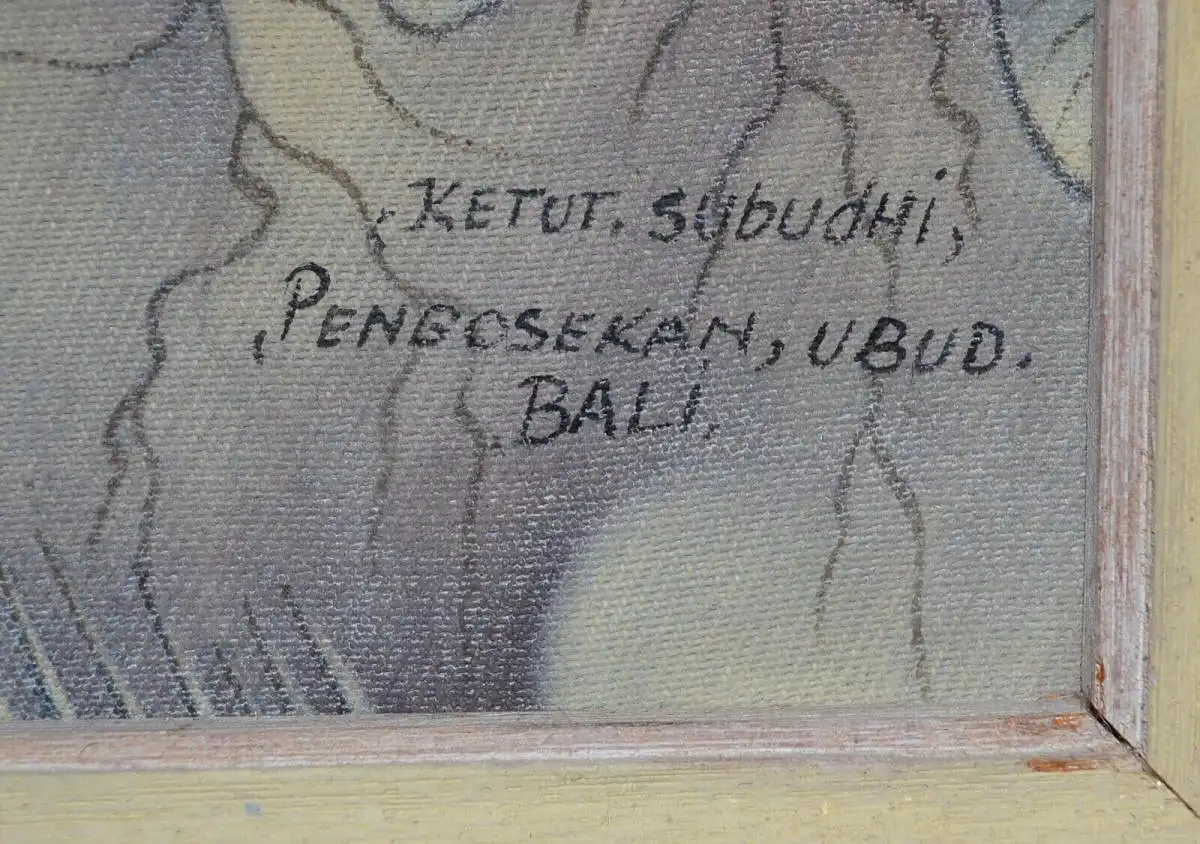 KETUT. SUbUdHi,
,PENGOSEKAN, UBUD.
BALI.